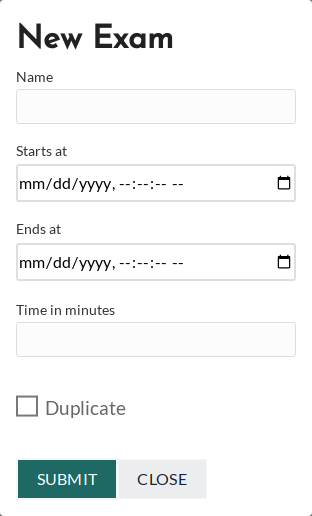 New Exam
Name
Starts at
mm/dd/yyyy, --:--:-- --
Ends at
mm/dd/yyyy, --:--:-- --
Time in minutes
Duplicate
SUBMIT CLOSE